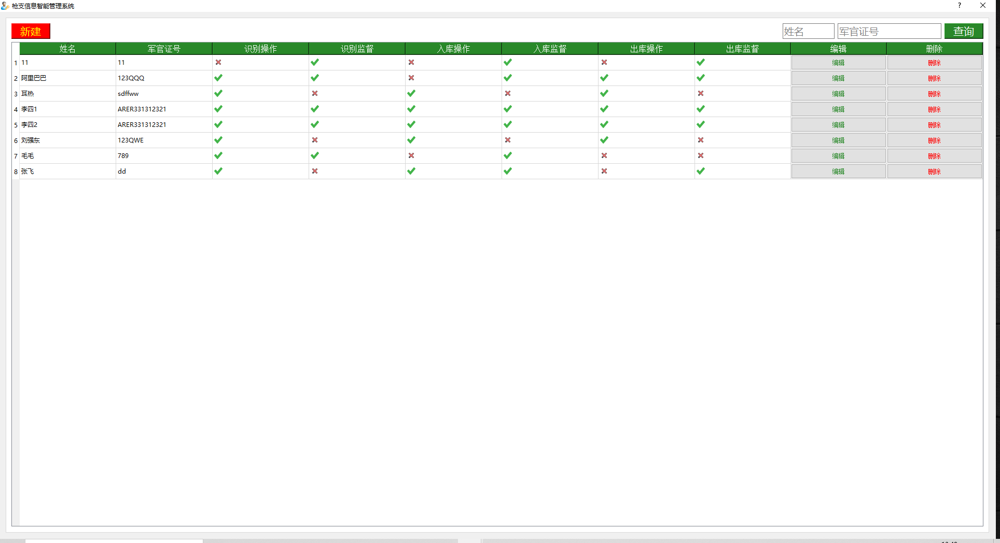 枪支信息智能管理系统 ?
新建 姓名 军官证号 查询
姓名 军官证号 识别操作 识别监督 入库操作 入库监督 出库操作 出库监督 编辑 删除
1 11 11 编辑 删除
2 阿里巴巴 123QQQ 编辑 删除
3 耳热 sdffww 编辑 删除
4 李四1 ARER331312321 编辑 删除
5 李四2 ARER331312321 编辑 删除
6 刘强东 123QWE 编辑 删除
7 毛毛 789 编辑 删除
8 张飞 dd 编辑 删除